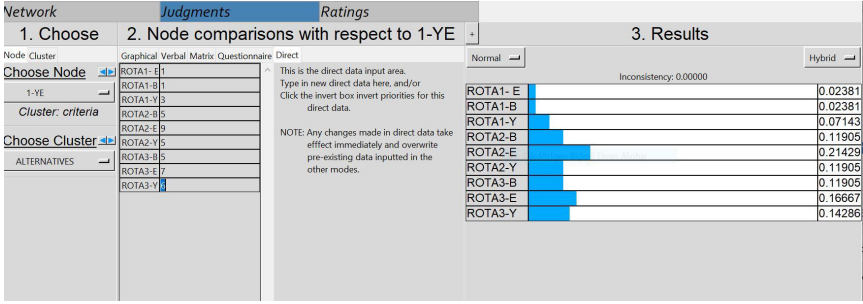 Network Judgments Ratings
1. Choose 2. Node comparisons with respect to 1-YE + 3. Results
Node Cluster Graphical Verbal Matrix Questionnaire Direct Normal Hybrid
Choose Node
1-YE
Cluster: criteria
Choose Cluster
ALTERNATIVES
ROTA1- E 1
ROTA1-B 1
ROTA1-Y 3
ROTA2-B 5
ROTA2-E 9
ROTA2-Y 5
ROTA3-B 5
ROTA3-E 7
ROTA3-Y 6
This is the direct data input area.
Type in new direct data here, and/or
Click the invert box invert priorities for this
direct data.
NOTE: Any changes made in direct data take
efffect immediately and overwrite
pre-existing data inputted in the
other modes.
Inconsistency: 0.00000
ROTA1- E 0.02381
ROTA1-B 0.02381
ROTA1-Y 0.07143
ROTA2-B 0.11905
ROTA2-E 0.21429
ROTA2-Y 0.11905
ROTA3-B 0.11905
ROTA3-E 0.16667
ROTA3-Y 0.14286